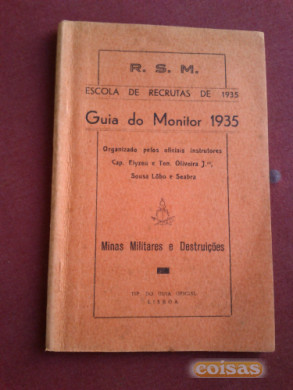 R. S. M.
ESCOLA DE RECRUTAS DE 1935
Guia do Monitor 1935
Organizado pelos oficiais instrutores
Cap. Flyzeu e Ten. Oliveira J.or
Sousa Lôbo e Seabra
Minas Militares e Destruições
LISBOA
coisas